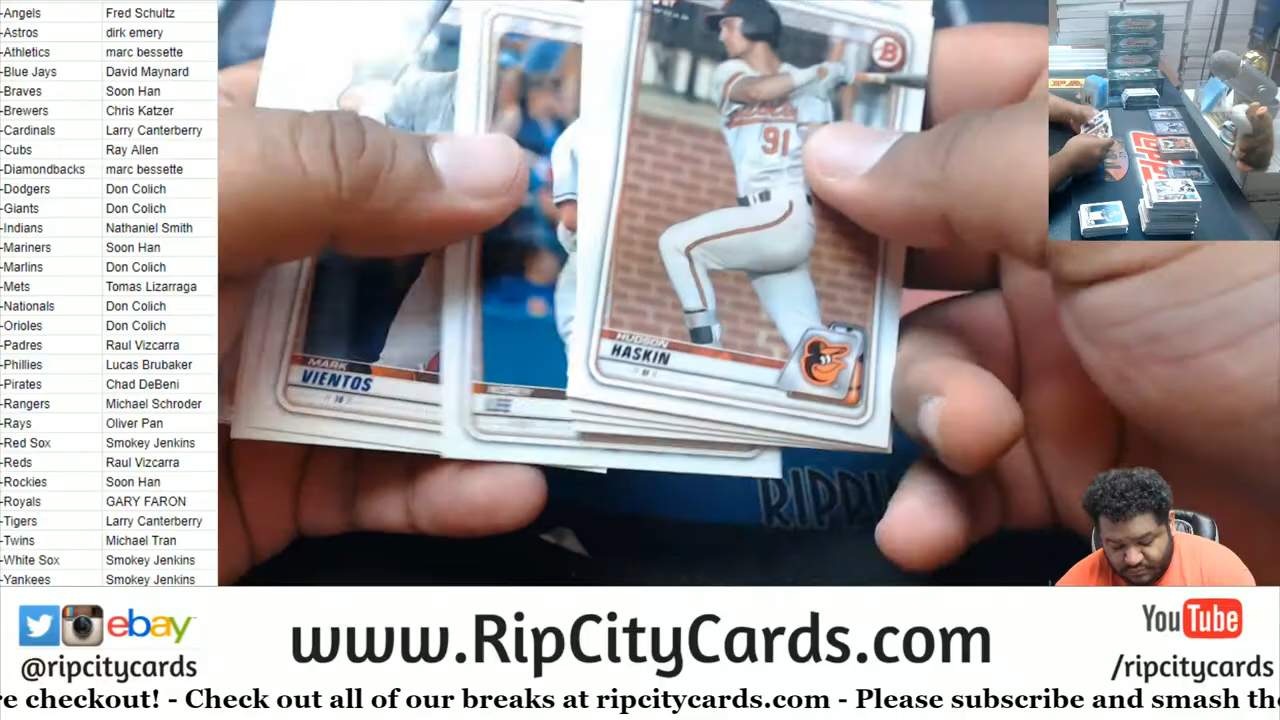 -Angels Fred Schultz
-Astros dirk emery
-Athletics marc bessette
-Blue Jays David Maynard
-Braves Soon Han
-Brewers Chris Katzer
-Cardinals Larry Canterberry
-Cubs Ray Allen
-Diamondbacks marc bessette
-Dodgers Don Colich
-Giants Don Colich
-Indians Nathaniel Smith
-Mariners Soon Han
-Marlins Don Colich
-Mets Tomas Lizarraga
-Nationals Don Colich
-Orioles Don Colich
-Padres Raul Vizcarra
-Phillies Lucas Brubaker
-Pirates Chad DeBeni
-Rangers Michael Schroder
-Rays Oliver Pan
-Red Sox Smokey Jenkins
-Reds Raul Vizcarra
-Rockies Soon Han
-Royals GARY FARON
-Tigers Larry Canterberry
-Twins Michael Tran
-White Sox Smokey Jenkins
-Yankees Smokey Jenkins
B
91
HUDSON
HASKIN
MARK
VIENTOS
RIPPI
ebay
@ripcitycards
www.RipCityCards.com
YouTube
/ripcitycards
re checkout! - Check out all of our breaks at ripcitycards.com - Please subscribe and smash the